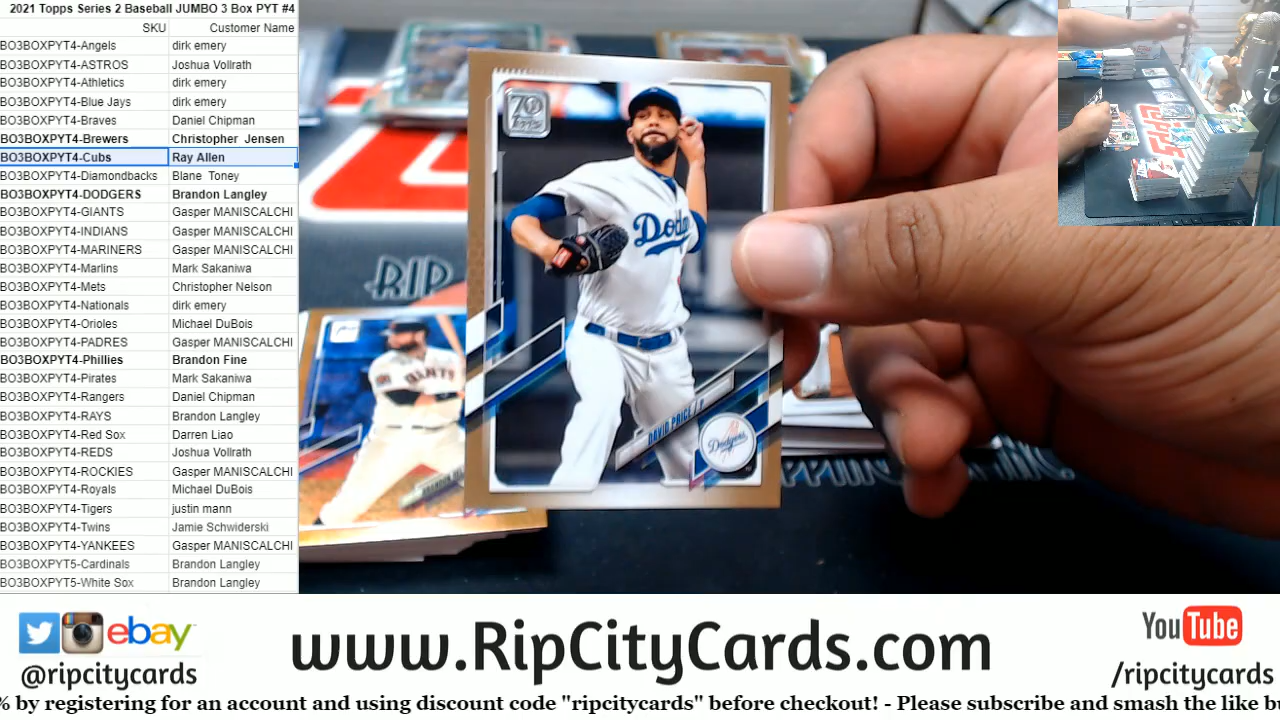 2021 Topps Series 2 Baseball JUMBO 3 Box PYT #4
SKU Customer Name
BO3BOXPYT4-Angels dirk emery
BO3BOXPYT4-ASTROS Joshua Vollrath
BO3BOXPYT4-Athletics dirk emery
BO3BOXPYT4-Blue Jays dirk emery
BO3BOXPYT4-Braves Daniel Chipman
BO3BOXPYT4-Brewers Christopher Jensen
BO3BOXPYT4-Cubs Ray Allen
BO3BOXPYT4-Diamondbacks Blane Toney
BO3BOXPYT4-DODGERS Brandon Langley
BO3BOXPYT4-GIANTS Gasper MANISCALCHI
BO3BOXPYT4-INDIANS Gasper MANISCALCHI
BO3BOXPYT4-MARINERS Gasper MANISCALCHI
BO3BOXPYT4-Marlins Mark Sakaniwa
BO3BOXPYT4-Mets Christopher Nelson
BO3BOXPYT4-Nationals dirk emery
BO3BOXPYT4-Orioles Michael DuBois
BO3BOXPYT4-PADRES Gasper MANISCALCHI
BO3BOXPYT4-Phillies Brandon Fine
BO3BOXPYT4-Pirates Mark Sakaniwa
BO3BOXPYT4-Rangers Daniel Chipman
BO3BOXPYT4-RAYS Brandon Langley
BO3BOXPYT4-Red Sox Darren Liao
BO3BOXPYT4-REDS Joshua Vollrath
BO3BOXPYT4-ROCKIES Gasper MANISCALCHI
BO3BOXPYT4-Royals Michael DuBois
BO3BOXPYT4-Tigers justin mann
BO3BOXPYT4-Twins Jamie Schwiderski
BO3BOXPYT4-YANKEES Gasper MANISCALCHI
BO3BOXPYT5-Cardinals Brandon Langley
BO3BOXPYT5-White Sox Brandon Langley
70
Dod
DAVID PRICE / P
Dodgers
RIP
GIANTS
BRANDON
topps
ebay
@ripcitycards
www.RipCityCards.com
YouTube
/ripcitycards
% by registering for an account and using discount code "ripcitycards" before checkout! - Please subscribe and smash the like bu